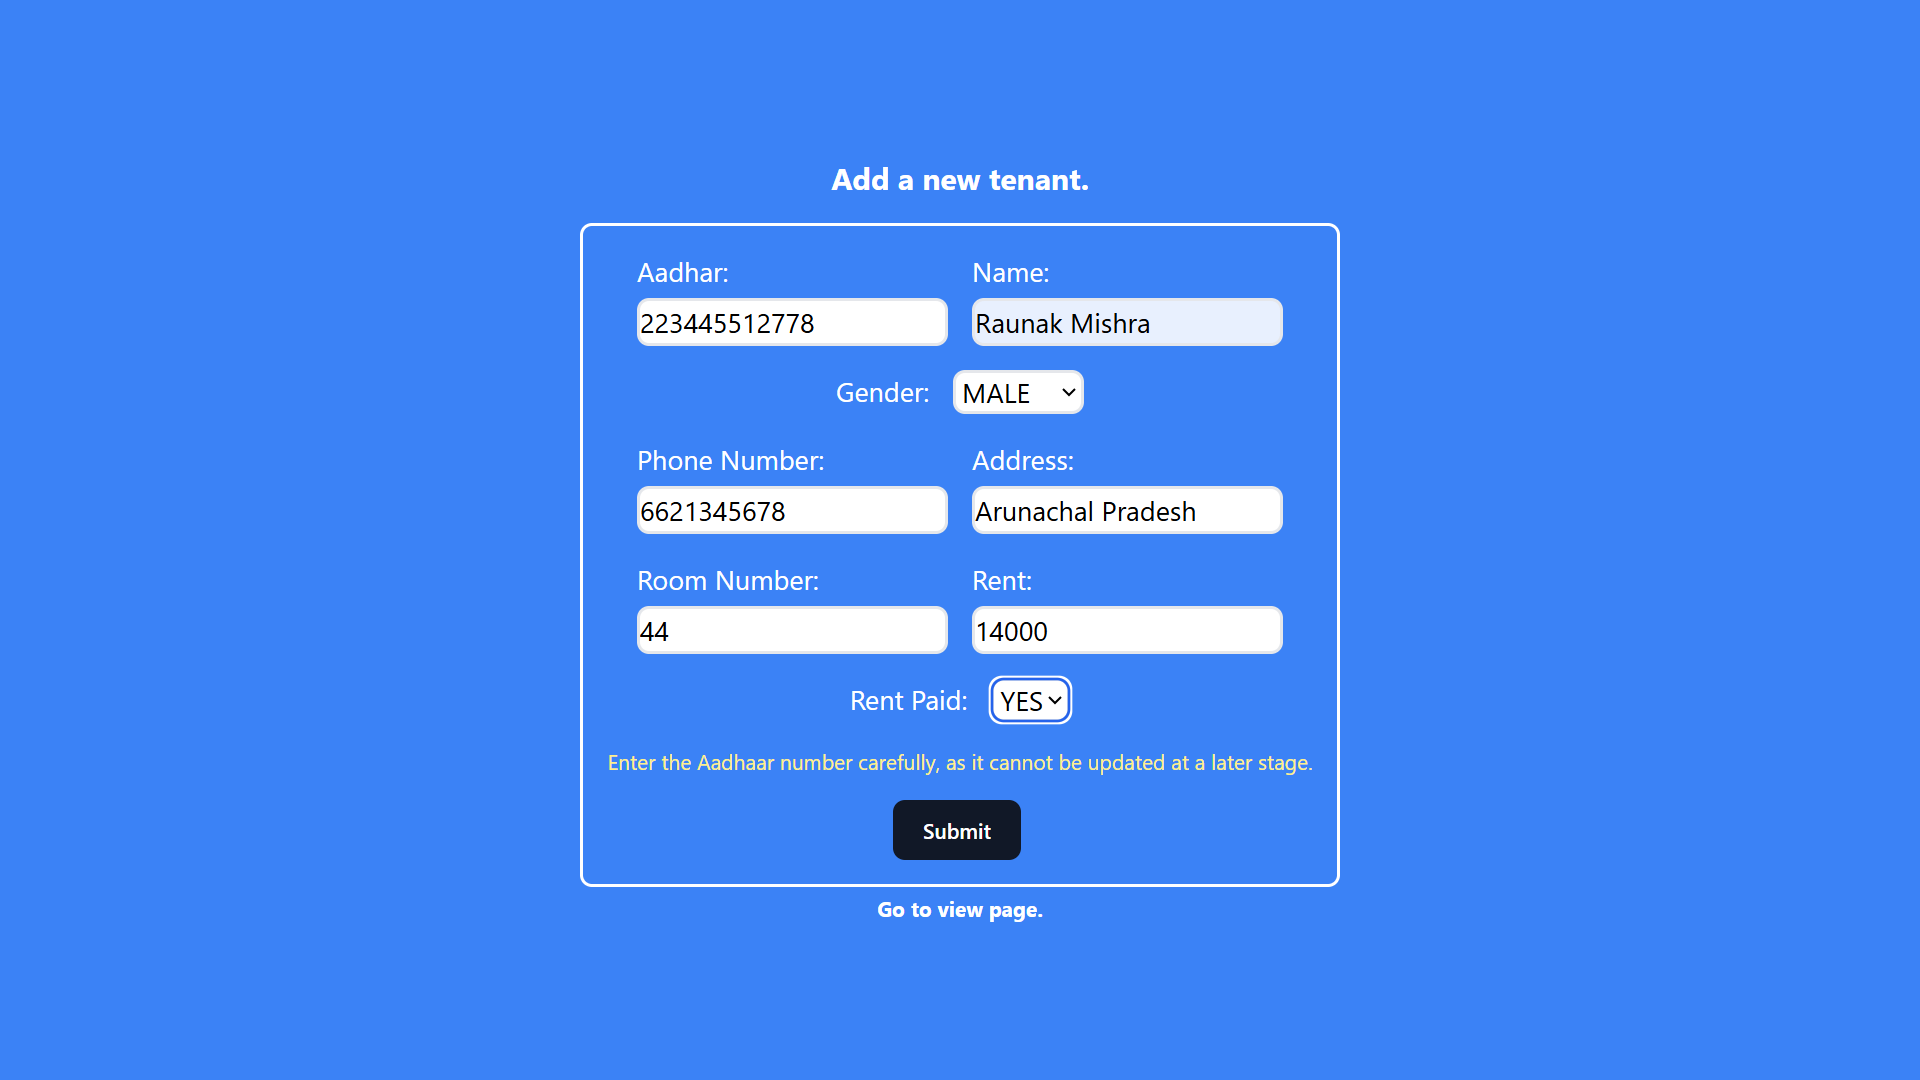 Add a new tenant.
Aadhar: Name:
223445512778 Raunak Mishra
Gender: MALE
Phone Number: Address:
6621345678 Arunachal Pradesh
Room Number: Rent:
44 14000
Rent Paid: YES
Enter the Aadhaar number carefully, as it cannot be updated at a later stage.
Submit
Go to view page.